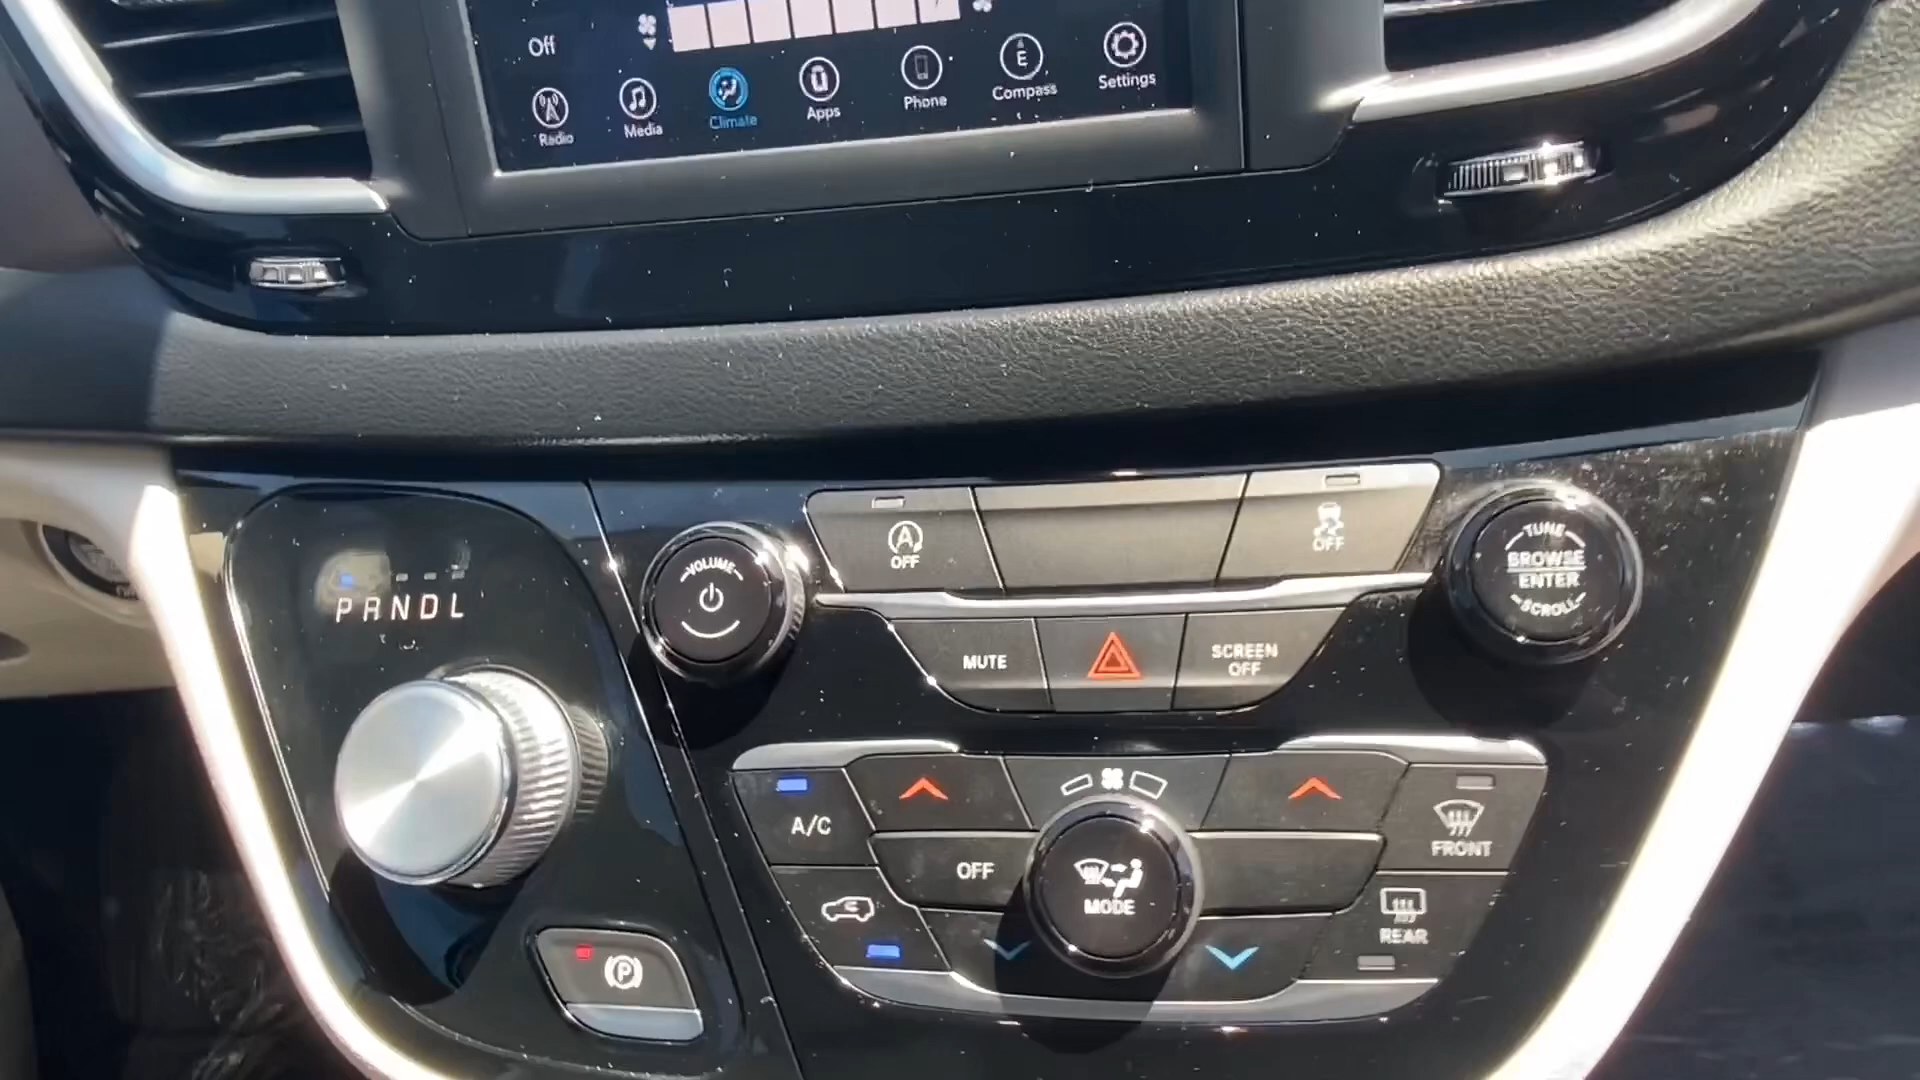 Off
Radio
Media
Climate
Apps
Phone
E
Compass
Settings
PRNDL
VOLUME
A
OFF
OFF
TUNE
BROWSE
ENTER
SCROLL
MUTE
SCREEN
OFF
A/C
OFF
MODE
FRONT
REAR
P